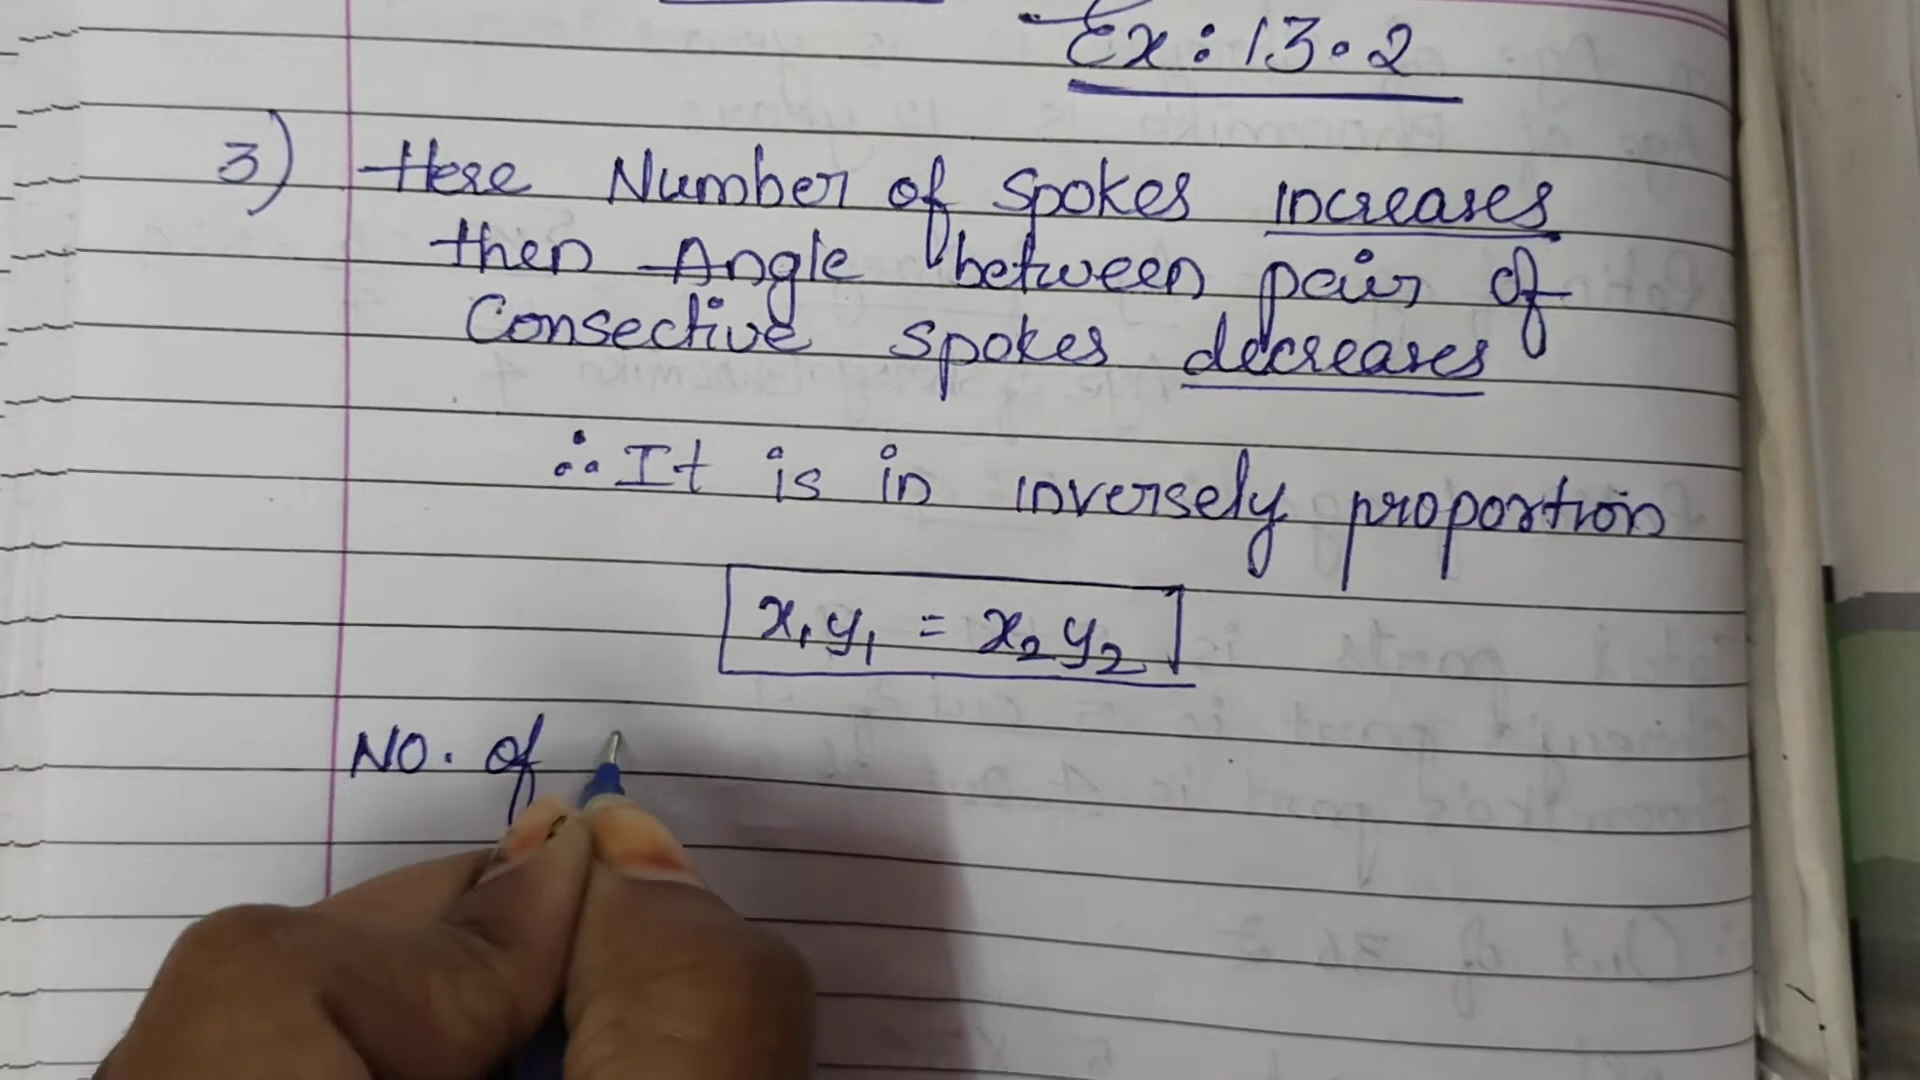 Ex : 13.2
3) Here Number of spokes increases
then Angle between pair of
Consective spokes decreases
∴ It is in inversely proportion
x₁y₁ = x₂y₂
NO. of